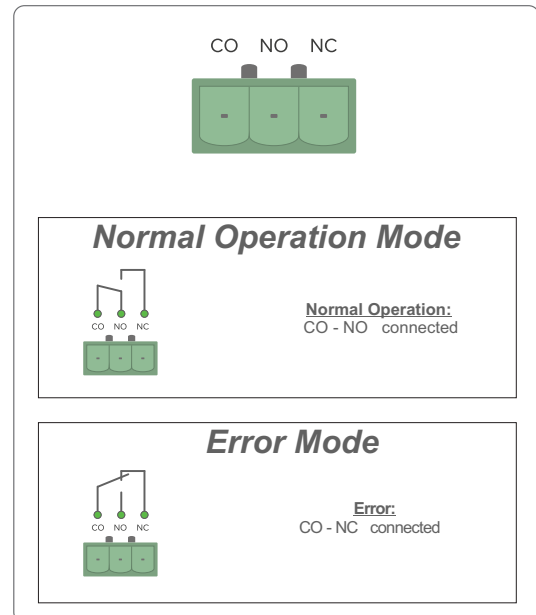 CO NO NC
Normal Operation Mode
CO NO NC
Normal Operation:
CO - NO connected
Error Mode
CO NO NC
Error:
CO - NC connected